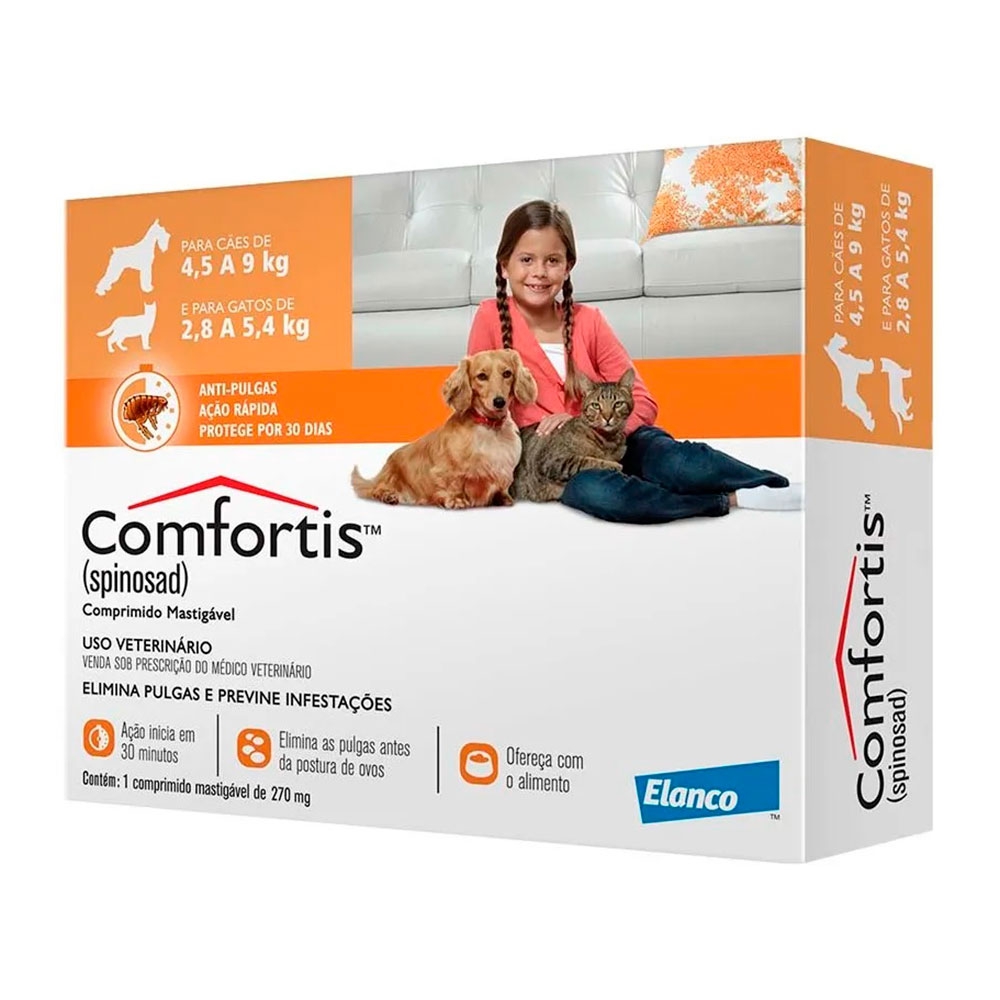 PARA CÃES DE
4,5 A 9 kg
E PARA GATOS DE
2,8 A 5,4 kg
ANTI-PULGAS
AÇÃO RÁPIDA
PROTEGE POR 30 DIAS
Comfortis™
(spinosad)
Comprimido Mastigável
USO VETERINÁRIO
VENDA SOB PRESCRIÇÃO DO MÉDICO VETERINÁRIO
ELIMINA PULGAS E PREVINE INFESTAÇÕES
Ação inicia em
30 minutos
Elimina as pulgas antes
da postura de ovos
Ofereça com
o alimento
Contém: 1 comprimido mastigável de 270 mg
Elanco™
PARA CÃES DE
4,5 A 9 kg
E PARA GATOS DE
2,8 A 5,4 kg
Comfortis™
(spinosad)